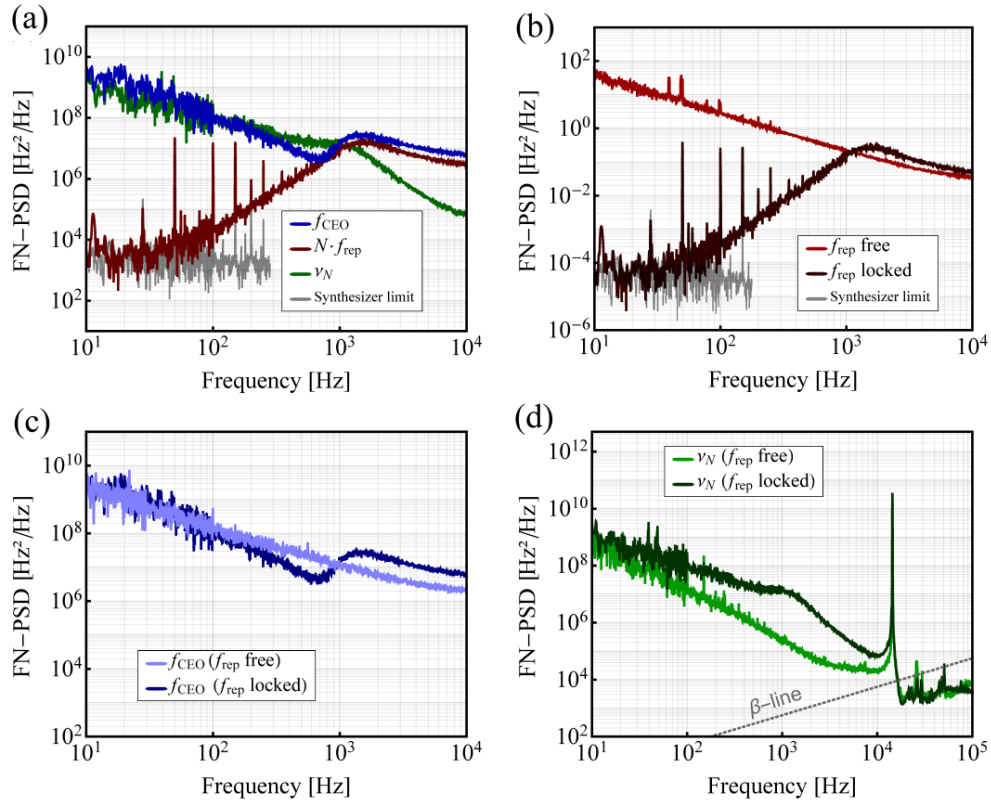 (a)
FN−PSD [Hz²/Hz]
10¹⁰
10⁸
10⁶
10⁴
10²
f_CEO
N·f_rep
ν_N
Synthesizer limit
10¹ 10² 10³ 10⁴
Frequency [Hz]
(b)
FN−PSD [Hz²/Hz]
10²
10⁰
10⁻²
10⁻⁴
10⁻⁶
f_rep free
f_rep locked
Synthesizer limit
10¹ 10² 10³ 10⁴
Frequency [Hz]
(c)
FN−PSD [Hz²/Hz]
10¹⁰
10⁸
10⁶
10⁴
10²
f_CEO (f_rep free)
f_CEO (f_rep locked)
10¹ 10² 10³ 10⁴
Frequency [Hz]
(d)
FN−PSD [Hz²/Hz]
10¹²
10¹⁰
10⁸
10⁶
10⁴
10²
ν_N (f_rep free)
ν_N (f_rep locked)
β−line
10¹ 10² 10³ 10⁴ 10⁵
Frequency [Hz]